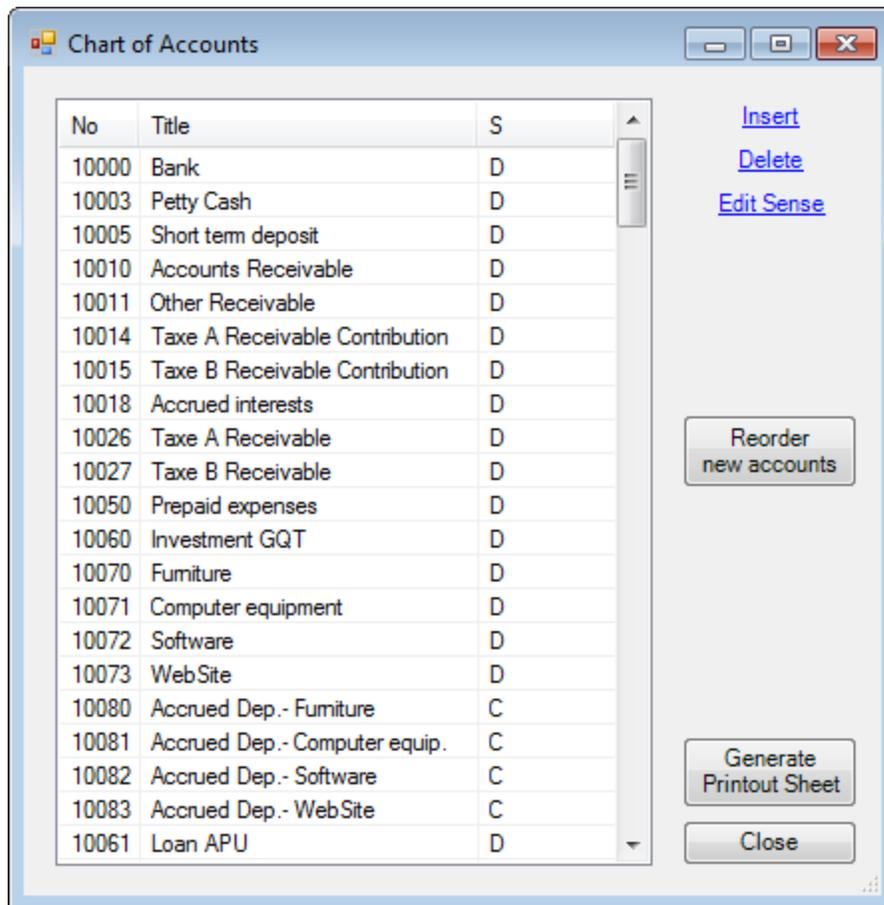 Chart of Accounts
No Title S
10000 Bank D
10003 Petty Cash D
10005 Short term deposit D
10010 Accounts Receivable D
10011 Other Receivable D
10014 Taxe A Receivable Contribution D
10015 Taxe B Receivable Contribution D
10018 Accrued interests D
10026 Taxe A Receivable D
10027 Taxe B Receivable D
10050 Prepaid expenses D
10060 Investment GQT D
10070 Furniture D
10071 Computer equipment D
10072 Software D
10073 WebSite D
10080 Accrued Dep.- Furniture C
10081 Accrued Dep.- Computer equip. C
10082 Accrued Dep.- Software C
10083 Accrued Dep.- WebSite C
10061 Loan APU D
Insert
Delete
Edit Sense
Reorder
new accounts
Generate
Printout Sheet
Close